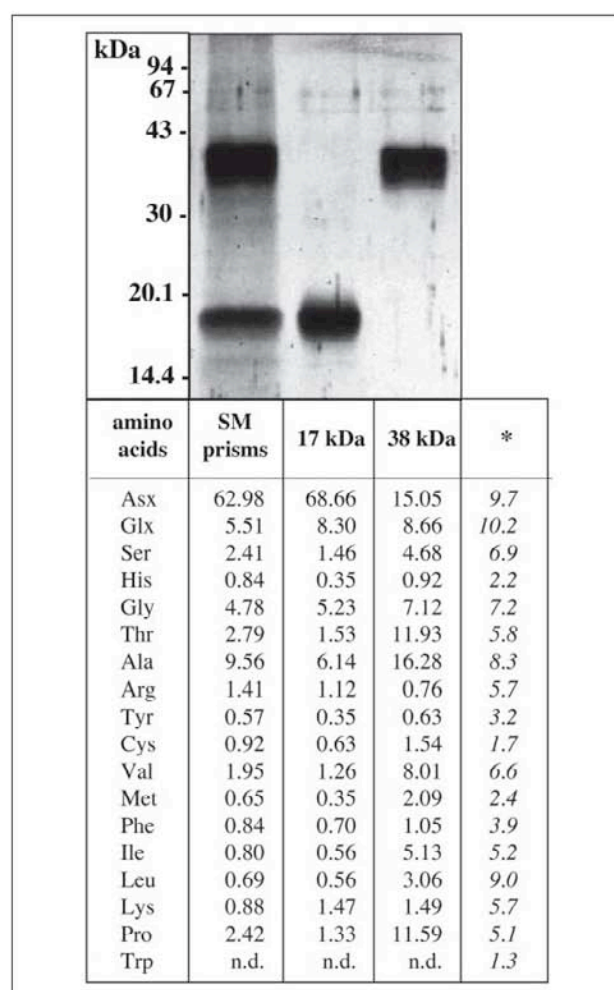 kDa
94 -
67 -
43 -
30 -
20.1 -
14.4 -
amino acids SM prisms 17 kDa 38 kDa *
Asx 62.98 68.66 15.05 9.7
Glx 5.51 8.30 8.66 10.2
Ser 2.41 1.46 4.68 6.9
His 0.84 0.35 0.92 2.2
Gly 4.78 5.23 7.12 7.2
Thr 2.79 1.53 11.93 5.8
Ala 9.56 6.14 16.28 8.3
Arg 1.41 1.12 0.76 5.7
Tyr 0.57 0.35 0.63 3.2
Cys 0.92 0.63 1.54 1.7
Val 1.95 1.26 8.01 6.6
Met 0.65 0.35 2.09 2.4
Phe 0.84 0.70 1.05 3.9
Ile 0.80 0.56 5.13 5.2
Leu 0.69 0.56 3.06 9.0
Lys 0.88 1.47 1.49 5.7
Pro 2.42 1.33 11.59 5.1
Trp n.d. n.d. n.d. 1.3